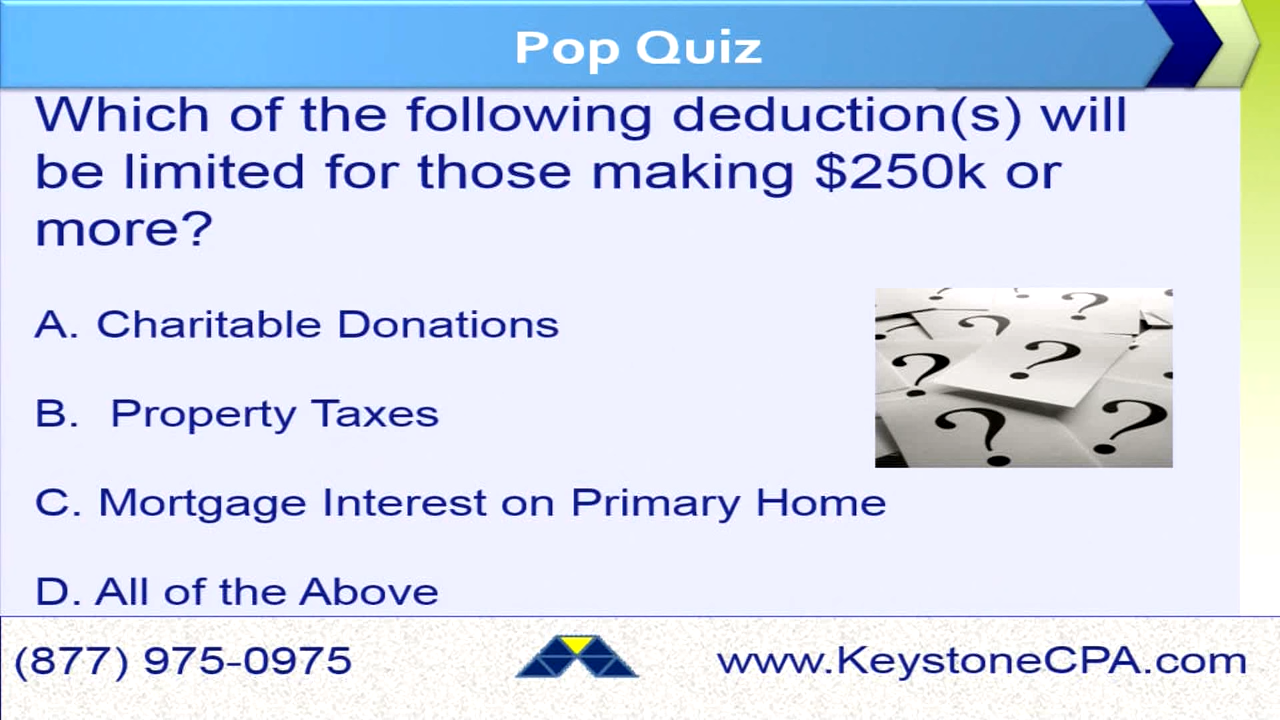 Pop Quiz
Which of the following deduction(s) will
be limited for those making $250k or
more?
A. Charitable Donations
B. Property Taxes
C. Mortgage Interest on Primary Home
D. All of the Above
(877) 975-0975
www.KeystoneCPA.com